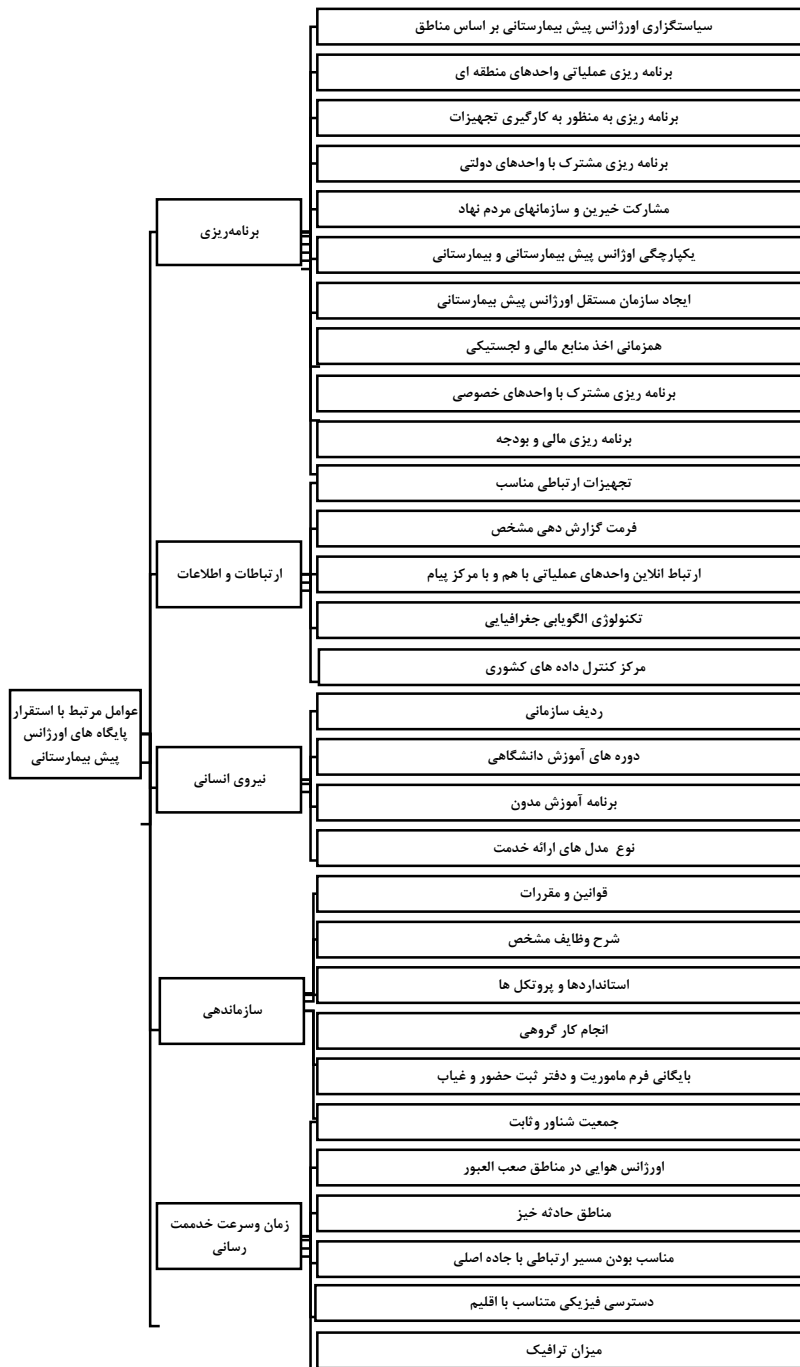 عوامل مرتبط با استقرار
پایگاه های اورژانس
پیش بیمارستانی
برنامه‌ریزی
سیاستگزاری اورژانس پیش بیمارستانی بر اساس مناطق
برنامه ریزی عملیاتی واحدهای منطقه ای
برنامه ریزی به منظور به کارگیری تجهیزات
برنامه ریزی مشترک با واحدهای دولتی
مشارکت خیرین و سازمانهای مردم نهاد
یکپارچگی اوژانس پیش بیمارستانی و بیمارستانی
ایجاد سازمان مستقل اورژانس پیش بیمارستانی
همزمانی اخذ منابع مالی و لجستیکی
برنامه ریزی مشترک با واحدهای خصوصی
برنامه ریزی مالی و بودجه
ارتباطات و اطلاعات
تجهیزات ارتباطی مناسب
فرمت گزارش دهی مشخص
ارتباط انلاین واحدهای عملیاتی با هم و با مرکز پیام
تکنولوژی الگویابی جغرافیایی
مرکز کنترل داده های کشوری
نیروی انسانی
ردیف سازمانی
دوره های آموزش دانشگاهی
برنامه آموزش مدون
نوع مدل های ارائه خدمت
سازماندهی
قوانین و مقررات
شرح وظایف مشخص
استانداردها و پروتکل ها
انجام کار گروهی
بایگانی فرم ماموریت و دفتر ثبت حضور و غیاب
زمان وسرعت خدممت
رسانی
جمعیت شناور وثابت
اورژانس هوایی در مناطق صعب العبور
مناطق حادثه خیز
مناسب بودن مسیر ارتباطی با جاده اصلی
دسترسی فیزیکی متناسب با اقلیم
میزان ترافیک